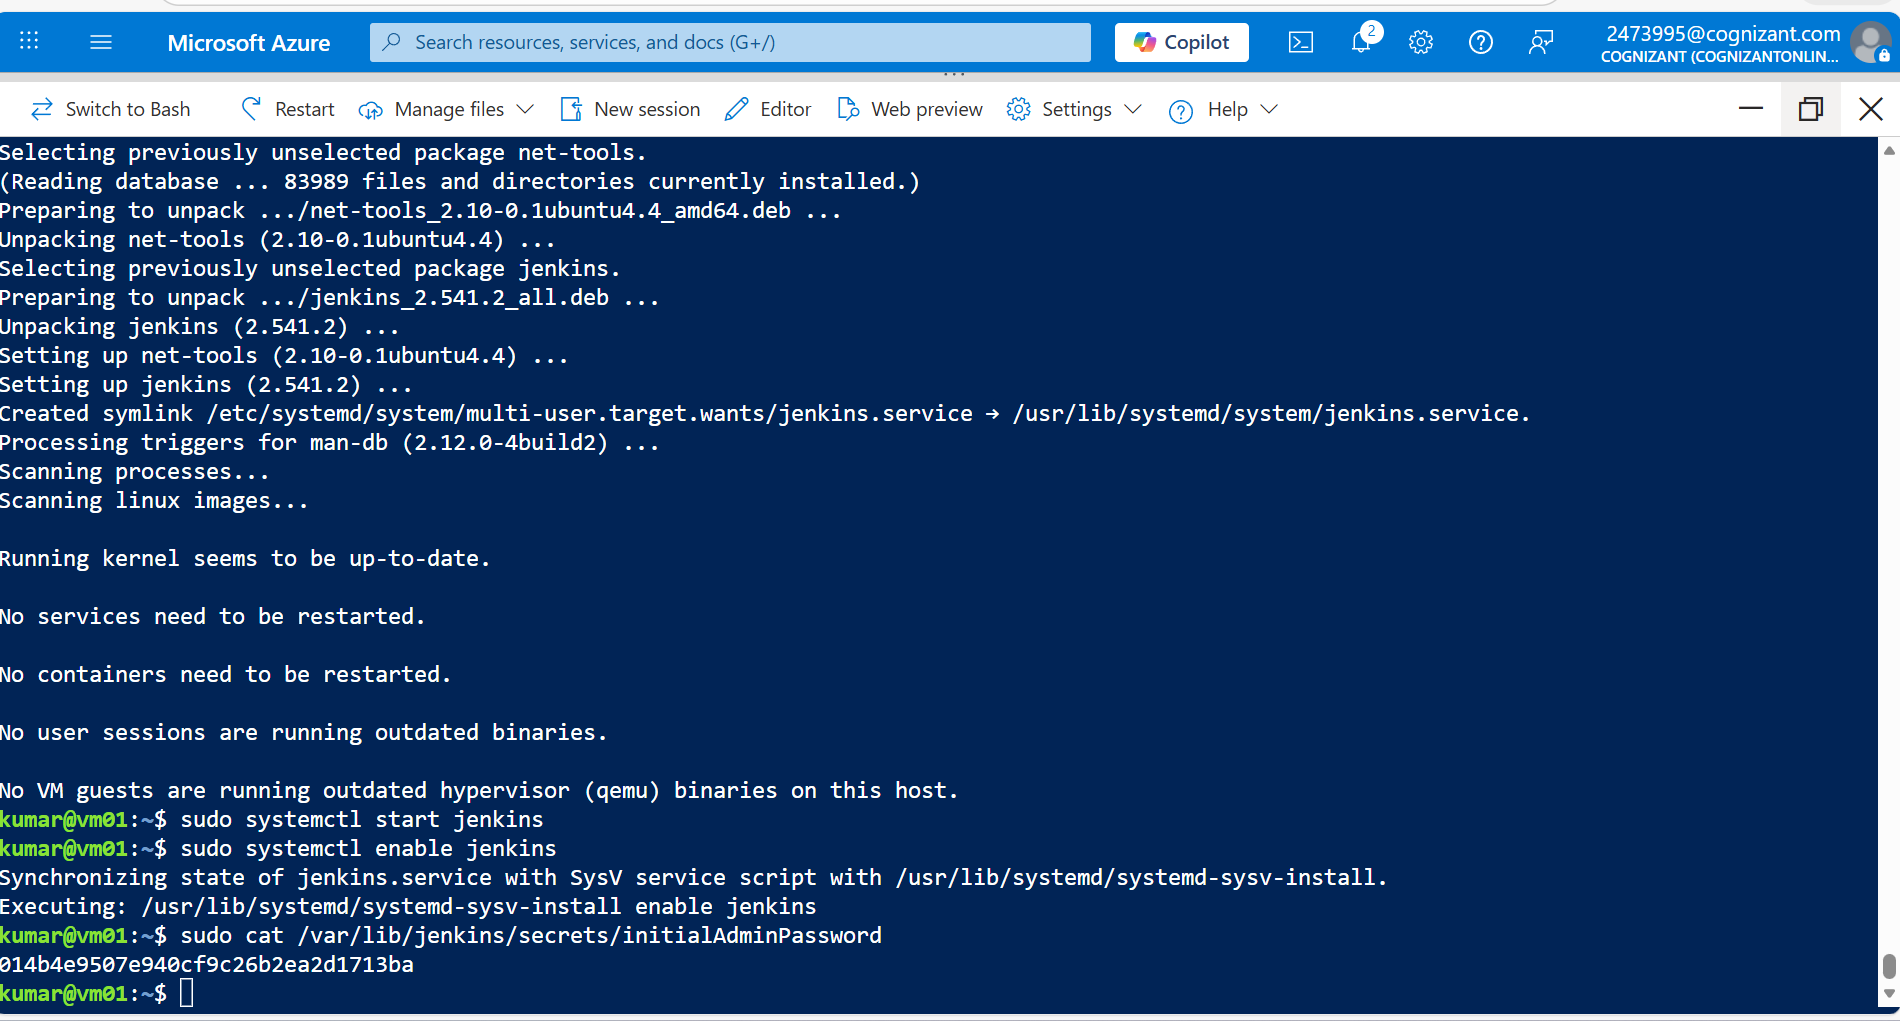 Microsoft Azure
Search resources, services, and docs (G+/)
Copilot
2
2473995@cognizant.com
COGNIZANT (COGNIZANTONLIN...
Switch to Bash
Restart
Manage files
New session
Editor
Web preview
Settings
Help
Selecting previously unselected package net-tools.
(Reading database ... 83989 files and directories currently installed.)
Preparing to unpack .../net-tools_2.10-0.1ubuntu4.4_amd64.deb ...
Unpacking net-tools (2.10-0.1ubuntu4.4) ...
Selecting previously unselected package jenkins.
Preparing to unpack .../jenkins_2.541.2_all.deb ...
Unpacking jenkins (2.541.2) ...
Setting up net-tools (2.10-0.1ubuntu4.4) ...
Setting up jenkins (2.541.2) ...
Created symlink /etc/systemd/system/multi-user.target.wants/jenkins.service → /usr/lib/systemd/system/jenkins.service.
Processing triggers for man-db (2.12.0-4build2) ...
Scanning processes...
Scanning linux images...
Running kernel seems to be up-to-date.
No services need to be restarted.
No containers need to be restarted.
No user sessions are running outdated binaries.
No VM guests are running outdated hypervisor (qemu) binaries on this host.
kumar@vm01:~$ sudo systemctl start jenkins
kumar@vm01:~$ sudo systemctl enable jenkins
Synchronizing state of jenkins.service with SysV service script with /usr/lib/systemd/systemd-sysv-install.
Executing: /usr/lib/systemd/systemd-sysv-install enable jenkins
kumar@vm01:~$ sudo cat /var/lib/jenkins/secrets/initialAdminPassword
014b4e9507e940cf9c26b2ea2d1713ba
kumar@vm01:~$